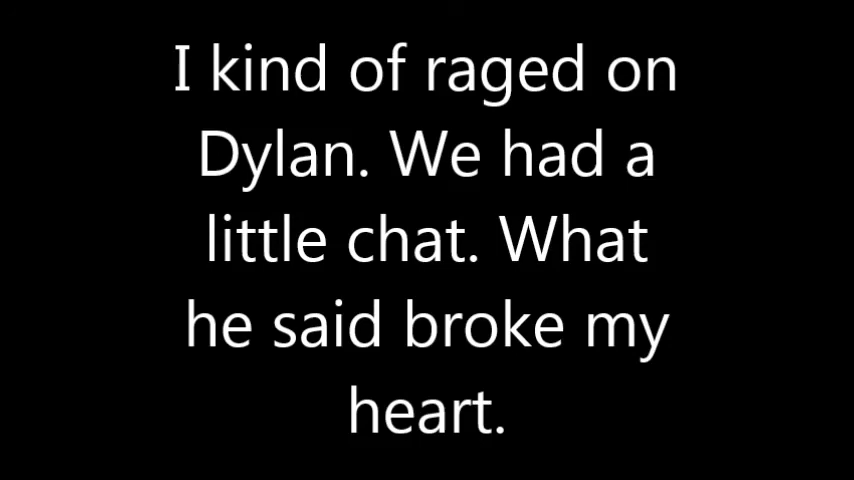 I kind of raged on
Dylan. We had a
little chat. What
he said broke my
heart.